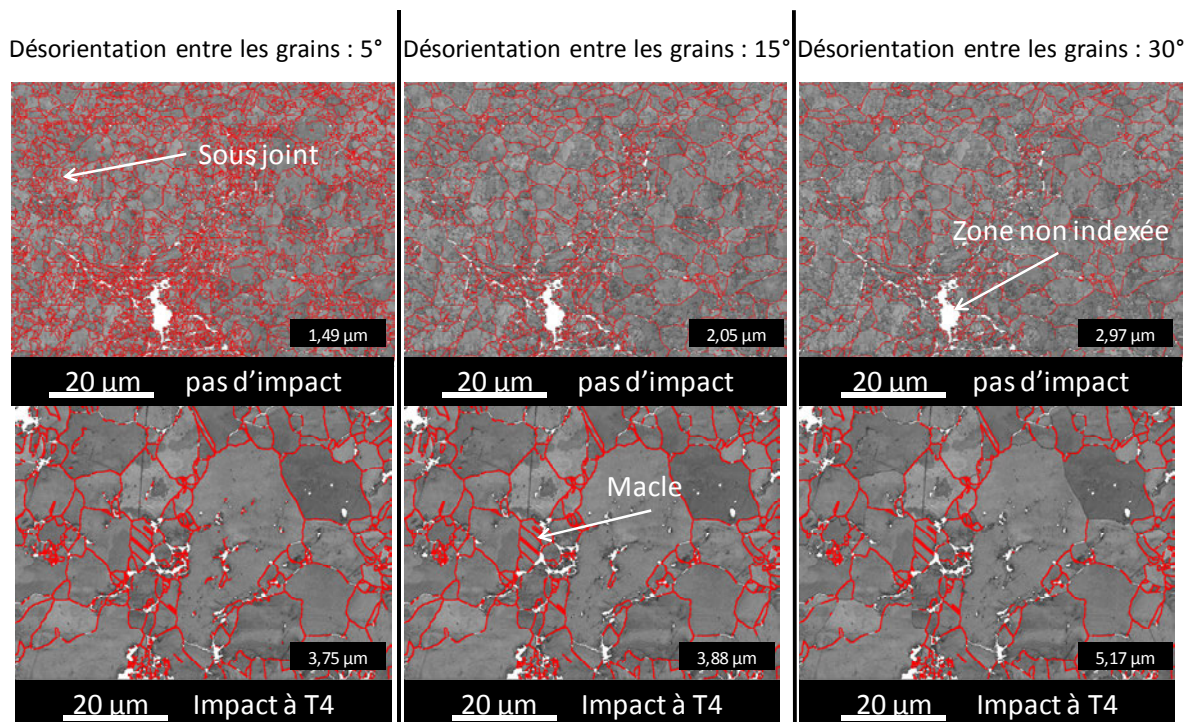 Désorientation entre les grains : 5°
Désorientation entre les grains : 15°
Désorientation entre les grains : 30°
Sous joint
Zone non indexée
1,49 µm
2,05 µm
2,97 µm
20 µm pas d'impact
20 µm pas d'impact
20 µm pas d'impact
Macle
3,75 µm
3,88 µm
5,17 µm
20 µm Impact à T4
20 µm Impact à T4
20 µm Impact à T4